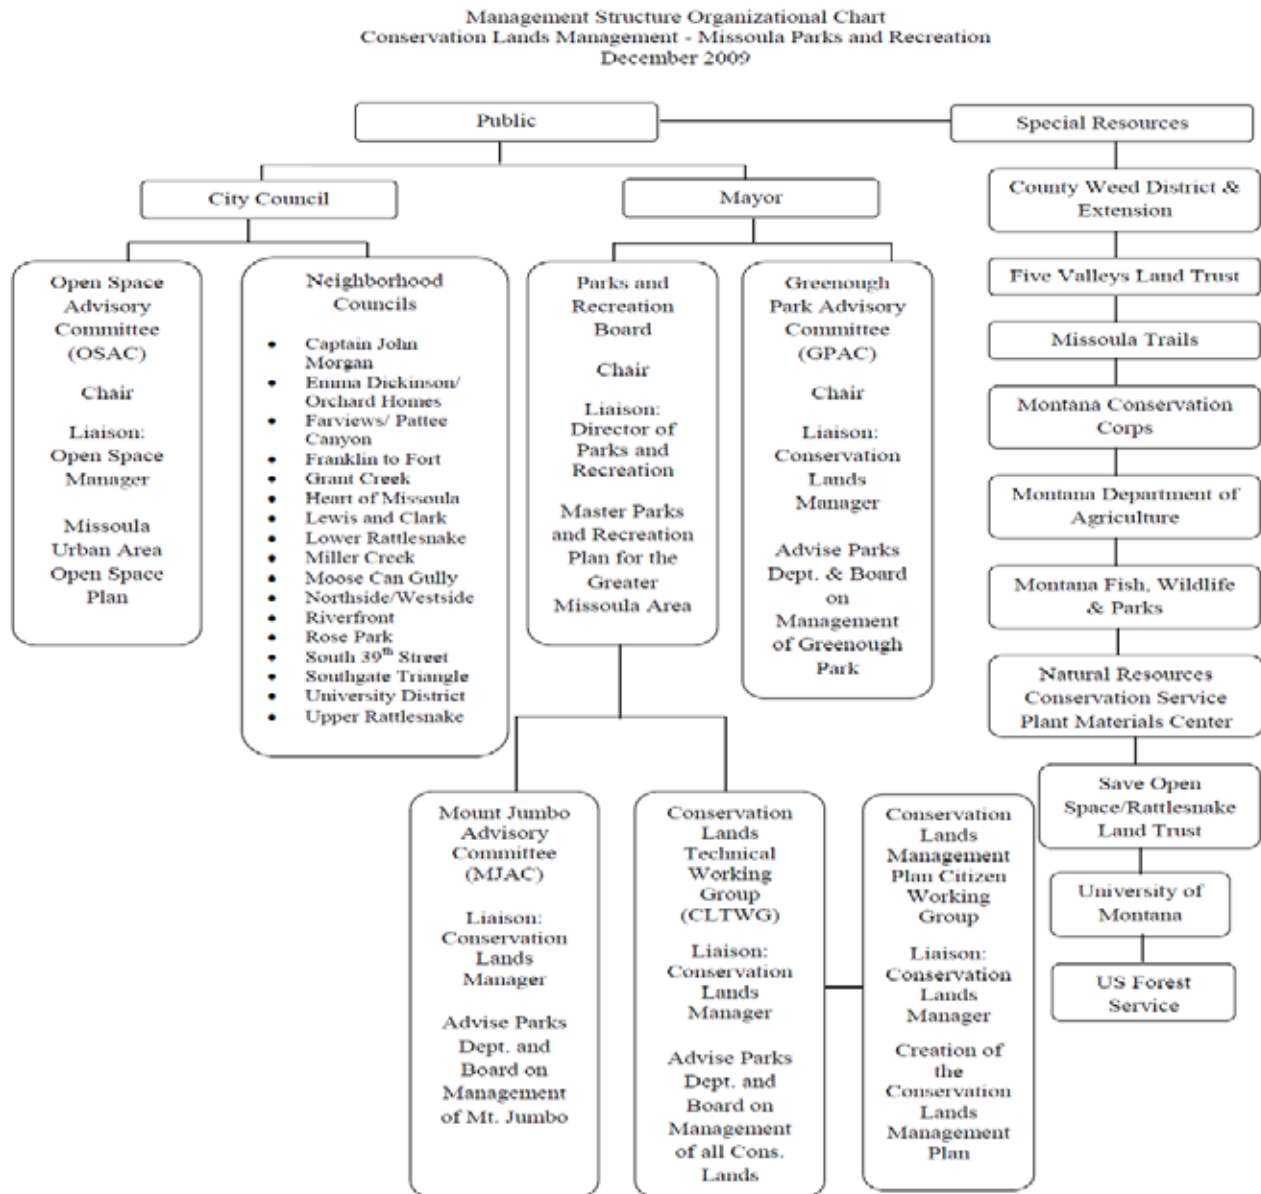 Management Structure Organizational Chart
Conservation Lands Management - Missoula Parks and Recreation
December 2009
Public
Special Resources
City Council
Mayor
County Weed District &
Extension
Five Valleys Land Trust
Missoula Trails
Montana Conservation
Corps
Montana Department of
Agriculture
Montana Fish, Wildlife
& Parks
Natural Resources
Conservation Service
Plant Materials Center
Save Open
Space/Rattlesnake
Land Trust
University of
Montana
US Forest
Service
Open Space
Advisory
Committee
(OSAC)
Chair
Liaison:
Open Space
Manager
Missoula
Urban Area
Open Space
Plan
Neighborhood
Councils
• Captain John
Morgan
• Emma Dickinson/
Orchard Homes
• Farviews/ Pattee
Canyon
• Franklin to Fort
• Grant Creek
• Heart of Missoula
• Lewis and Clark
• Lower Rattlesnake
• Miller Creek
• Moose Can Gully
• Northside/Westside
• Riverfront
• Rose Park
• South 39th Street
• Southgate Triangle
• University District
• Upper Rattlesnake
Parks and
Recreation
Board
Chair
Liaison:
Director of
Parks and
Recreation
Master Parks
and Recreation
Plan for the
Greater
Missoula Area
Greenough
Park Advisory
Committee
(GPAC)
Chair
Liaison:
Conservation
Lands
Manager
Advise Parks
Dept. & Board
on
Management
of Greenough
Park
Mount Jumbo
Advisory
Committee
(MJAC)
Liaison:
Conservation
Lands
Manager
Advise Parks
Dept. and
Board on
Management
of Mt. Jumbo
Conservation
Lands
Technical
Working
Group
(CLTWG)
Liaison:
Conservation
Lands
Manager
Advise Parks
Dept. and
Board on
Management
of all Cons.
Lands
Conservation
Lands
Management
Plan Citizen
Working
Group
Liaison:
Conservation
Lands
Manager
Creation of
the
Conservation
Lands
Management
Plan